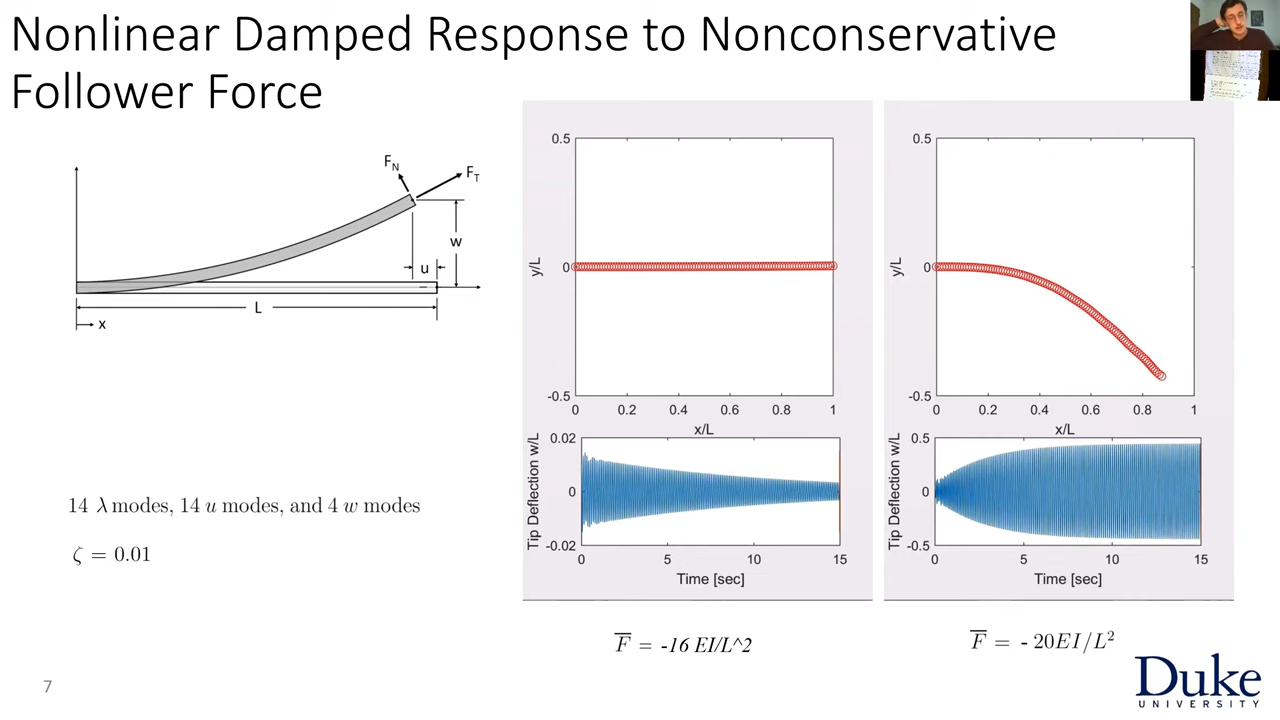 Nonlinear Damped Response to Nonconservative
Follower Force
F_N
F_T
w
u
L
x
14 λ modes, 14 u modes, and 4 w modes
ζ = 0.01
0.5
0
-0.5
y/L
0 0.2 0.4 0.6 0.8 1
x/L
0.02
0
-0.02
Tip Deflection w/L
0 5 10 15
Time [sec]
F̅ = -16 EI/L^2
0.5
0
-0.5
y/L
0 0.2 0.4 0.6 0.8 1
x/L
0.5
0
-0.5
Tip Deflection w/L
0 5 10 15
Time [sec]
F̅ = - 20EI/L²
7
Duke
UNIVERSITY